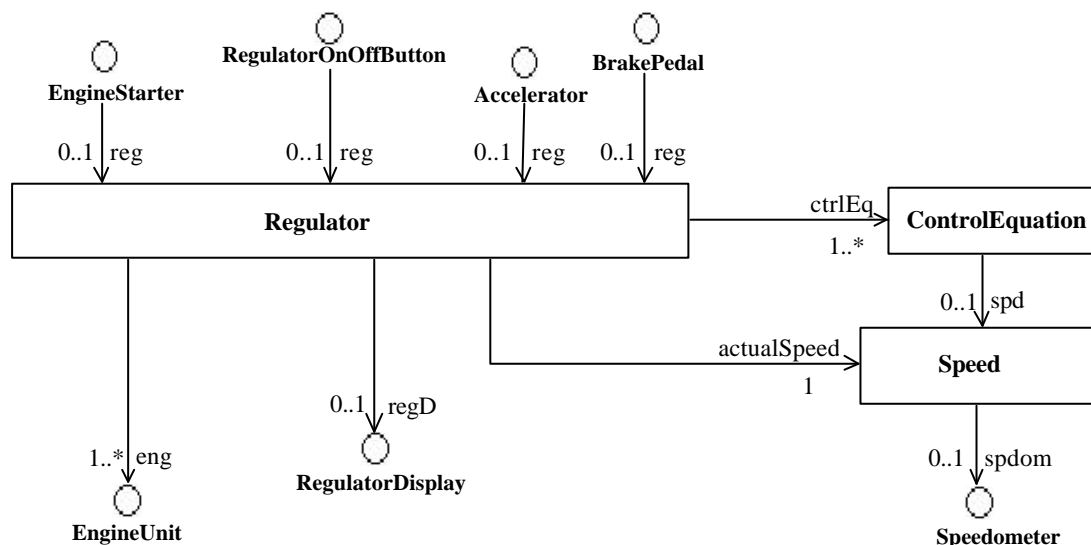 RegulatorOnOffButton
BrakePedal
EngineStarter
Accelerator
0..1 reg
0..1 reg
0..1 reg
0..1 reg
Regulator
ctrlEq
1..*
ControlEquation
0..1 spd
actualSpeed
1
Speed
0..1 regD
RegulatorDisplay
1..* eng
EngineUnit
0..1 spdom
Speedometer